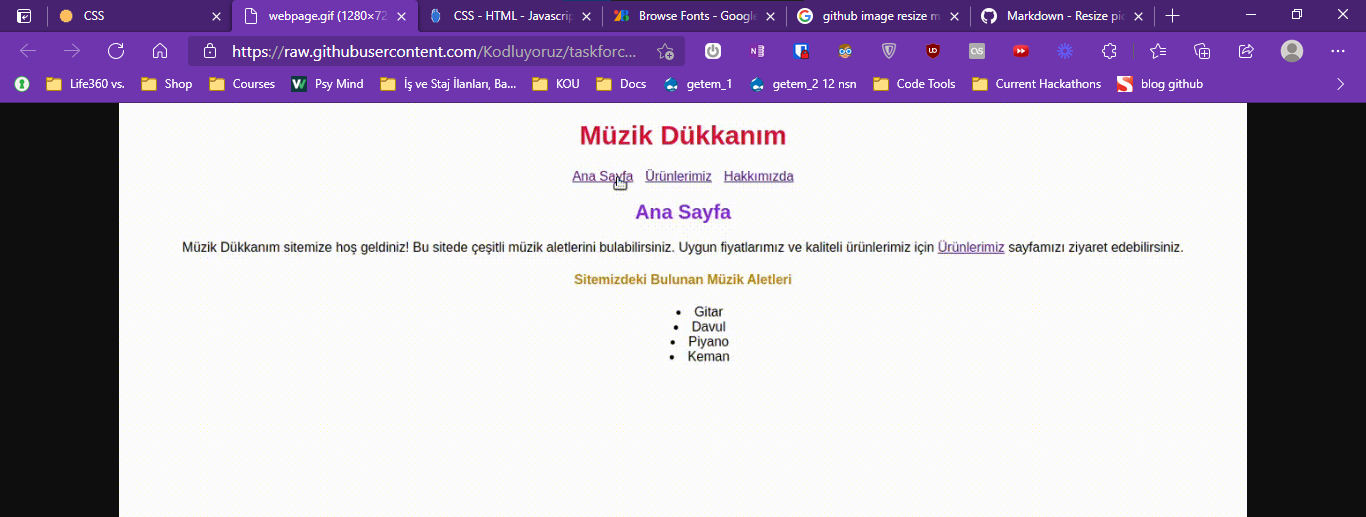 CSS
webpage.gif (1280×72
CSS - HTML - Javascrip
Browse Fonts - Google
github image resize m
Markdown - Resize pic
https://raw.githubusercontent.com/Kodluyoruz/taskforc...
Life360 vs.
Shop
Courses
Psy Mind
İş ve Staj İlanları, Ba...
KOU
Docs
getem_1
getem_2 12 nsn
Code Tools
Current Hackathons
blog github
Müzik Dükkanım
Ana Sayfa Ürünlerimiz Hakkımızda
Ana Sayfa
Müzik Dükkanım sitemize hoş geldiniz! Bu sitede çeşitli müzik aletlerini bulabilirsiniz. Uygun fiyatlarımız ve kaliteli ürünlerimiz için Ürünlerimiz sayfamızı ziyaret edebilirsiniz.
Sitemizdeki Bulunan Müzik Aletleri
• Gitar
• Davul
• Piyano
• Keman